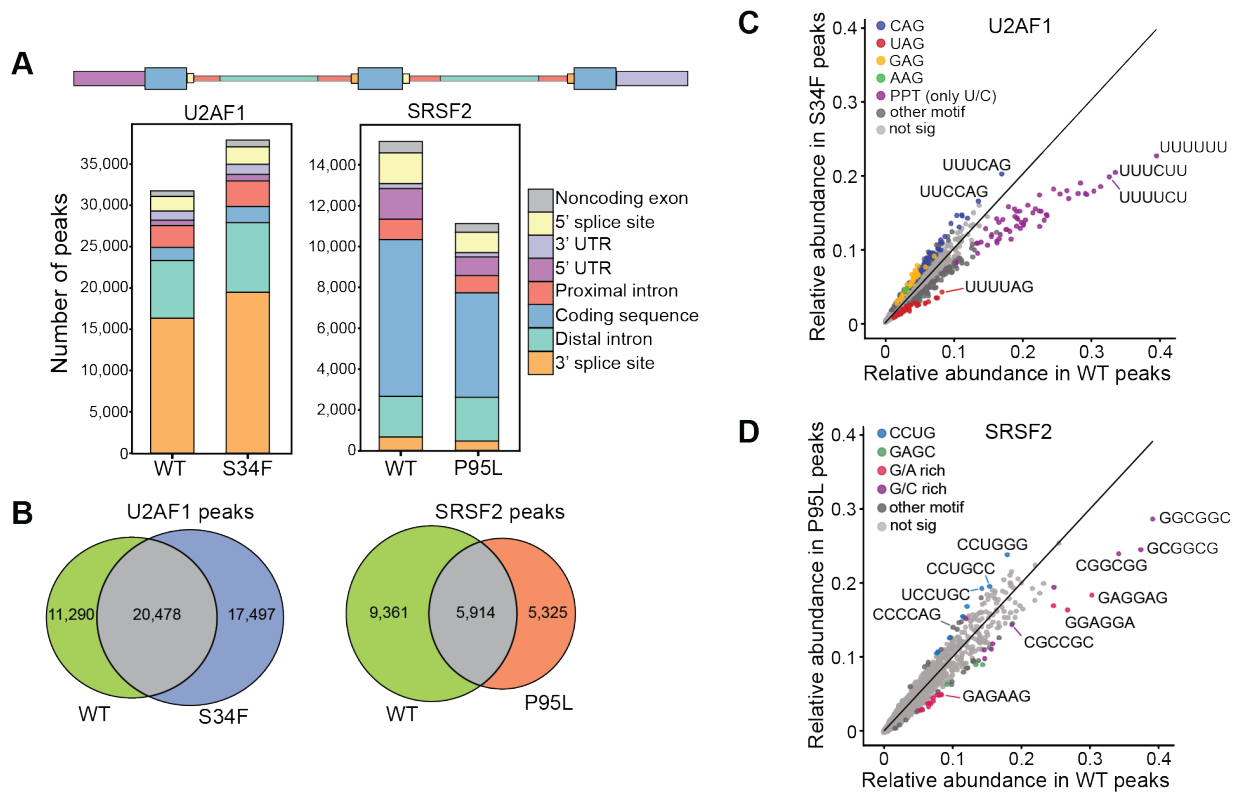 A
U2AF1
SRSF2
Number of peaks
35,000
30,000
25,000
20,000
15,000
10,000
5,000
0
WT
S34F
14,000
12,000
10,000
8,000
6,000
4,000
2,000
0
WT
P95L
Noncoding exon
5’ splice site
3’ UTR
5’ UTR
Proximal intron
Coding sequence
Distal intron
3’ splice site
B
U2AF1 peaks
11,290
20,478
17,497
WT
S34F
SRSF2 peaks
9,361
5,914
5,325
WT
P95L
C
U2AF1
Relative abundance in S34F peaks
0.4
0.3
0.2
0.1
0
CAG
UAG
GAG
AAG
PPT (only U/C)
other motif
not sig
UUUUUU
UUUCUU
UUUUCU
UUUCAG
UUCCAG
UUUUAG
0
0.1
0.2
0.3
0.4
Relative abundance in WT peaks
D
SRSF2
Relative abundance in P95L peaks
0.4
0.3
0.2
0.1
0
CCUG
GAGC
G/A rich
G/C rich
other motif
not sig
GGCGGC
GCGGCG
CGGCGG
CCUGGG
CCUGCC
UCCUGC
CCCCAG
GAGGAG
GGAGGA
CGCCGC
GAGAAG
0
0.1
0.2
0.3
0.4
Relative abundance in WT peaks